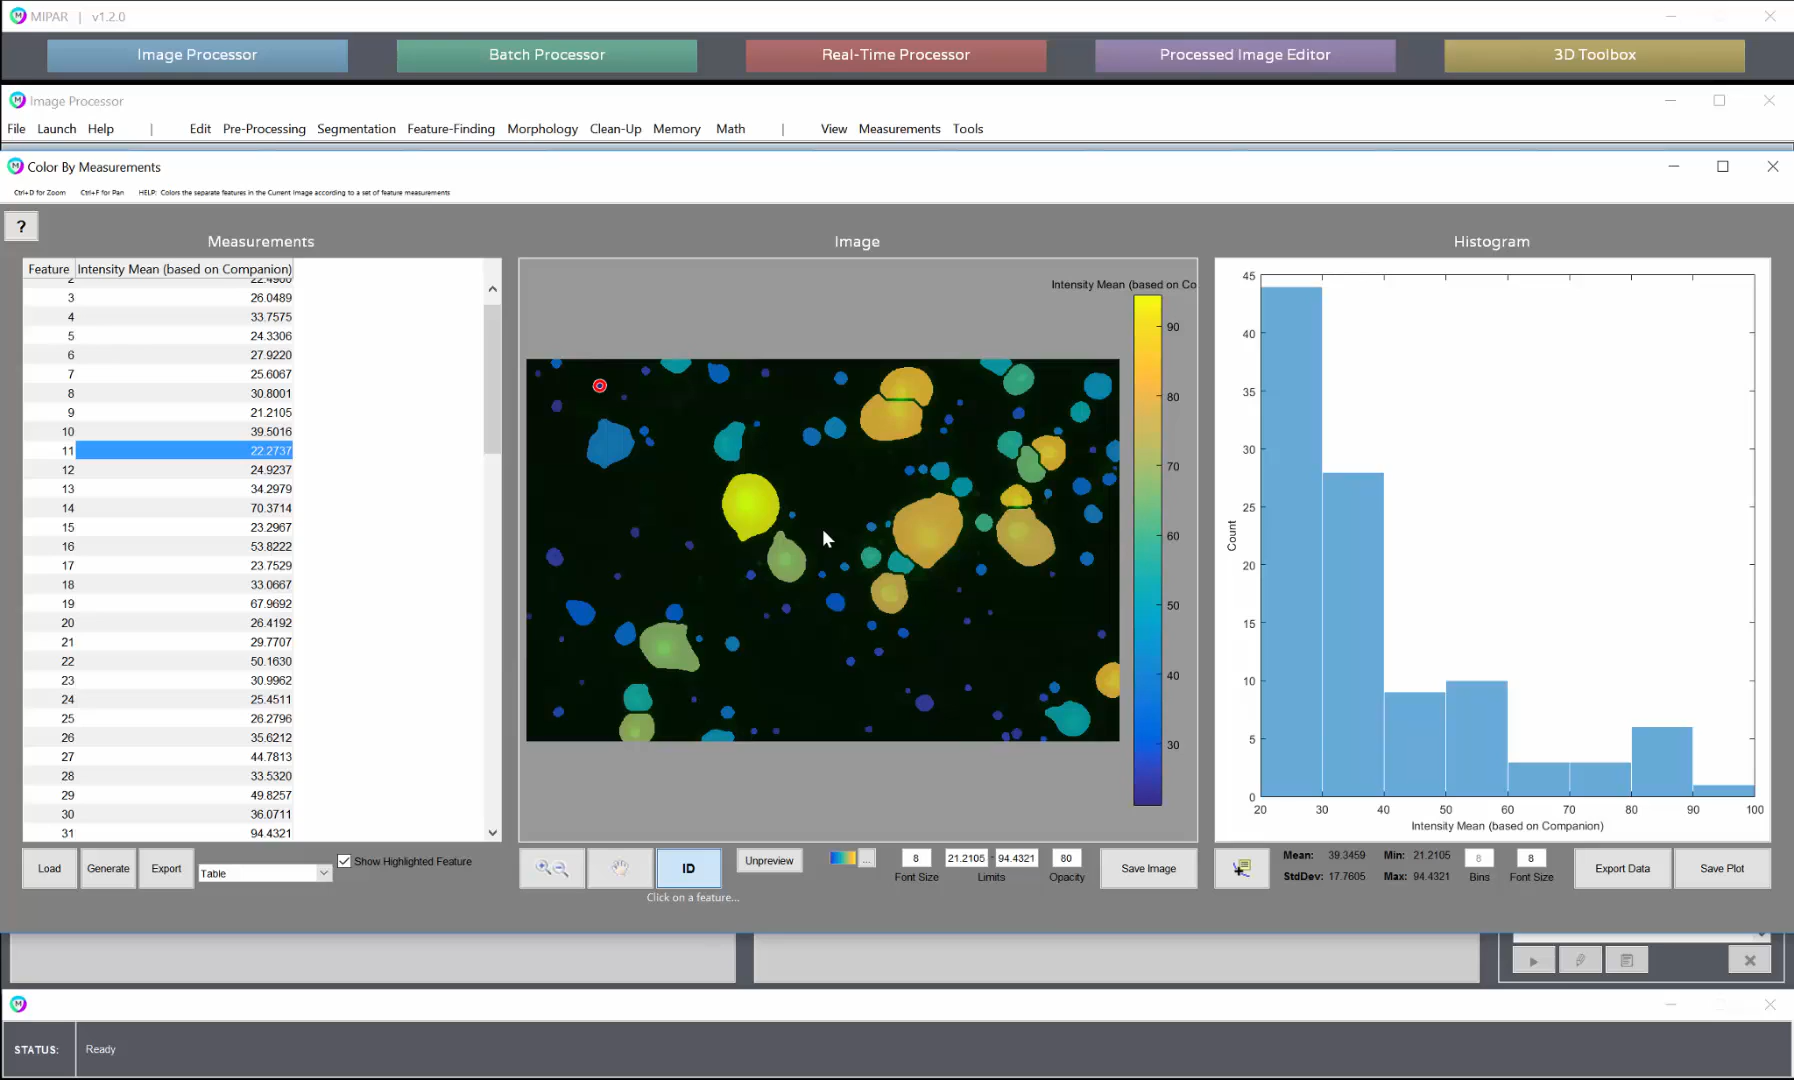 MIPAR | v1.2.0
Image Processor Batch Processor Real-Time Processor Processed Image Editor 3D Toolbox
Image Processor
File Launch Help | Edit Pre-Processing Segmentation Feature-Finding Morphology Clean-Up Memory Math | View Measurements Tools
Color By Measurements
Ctrl+D for Zoom Ctrl+F for Pan HELP: Colors the separate features in the Current Image according to a set of feature measurements
?
Measurements
Feature Intensity Mean (based on Companion)
2 22.4900
3 26.0489
4 33.7575
5 24.3306
6 27.9220
7 25.6067
8 30.8001
9 21.2105
10 39.5016
11 22.2737
12 24.9237
13 34.2979
14 70.3714
15 23.2967
16 53.8222
17 23.7529
18 33.0667
19 67.9692
20 26.4192
21 29.7707
22 50.1630
23 30.9962
24 25.4511
25 26.2796
26 35.6212
27 44.7813
28 33.5320
29 49.8257
30 36.0711
31 94.4321
Load Generate Export Table Show Highlighted Feature
Image
Intensity Mean (based on Co
90
80
70
60
50
40
30
ID Unpreview ... 8 21.2105 - 94.4321 80 Save Image
Font Size Limits Opacity
Click on a feature...
Histogram
45
40
35
30
25
20
15
10
5
0
Count
20 30 40 50 60 70 80 90 100
Intensity Mean (based on Companion)
Mean: 39.3459 Min: 21.2105 8 8 Export Data Save Plot
StdDev: 17.7605 Max: 94.4321 Bins Font Size
STATUS: Ready